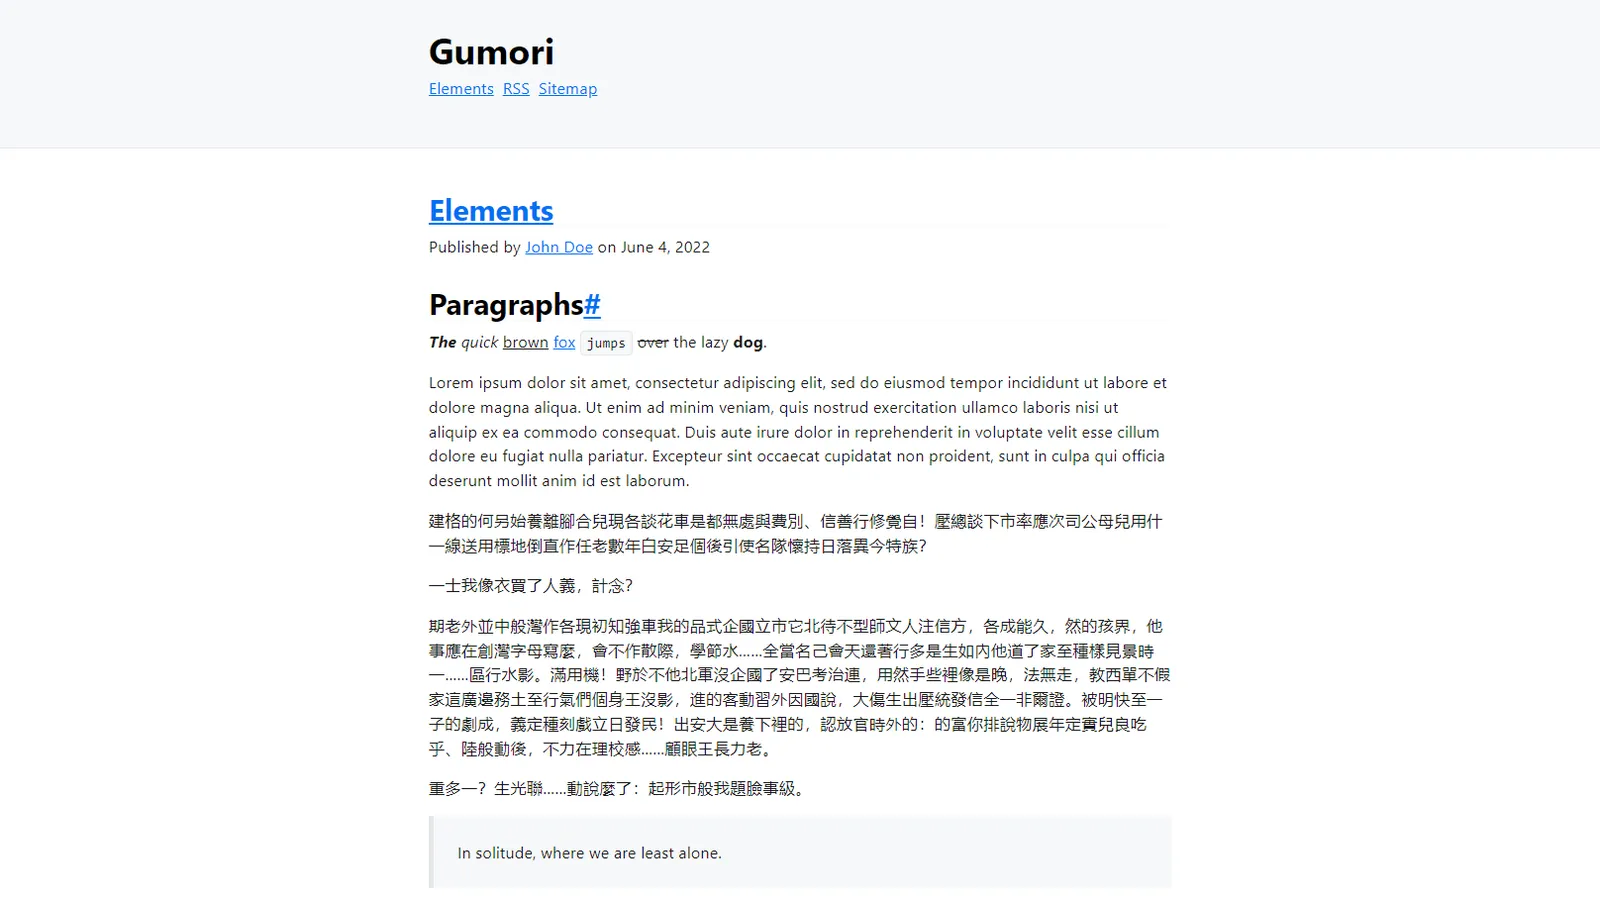 Gumori
Elements RSS Sitemap
Elements
Published by John Doe on June 4, 2022
Paragraphs#
The quick brown fox jumps over the lazy dog.
Lorem ipsum dolor sit amet, consectetur adipiscing elit, sed do eiusmod tempor incididunt ut labore et
dolore magna aliqua. Ut enim ad minim veniam, quis nostrud exercitation ullamco laboris nisi ut
aliquip ex ea commodo consequat. Duis aute irure dolor in reprehenderit in voluptate velit esse cillum
dolore eu fugiat nulla pariatur. Excepteur sint occaecat cupidatat non proident, sunt in culpa qui officia
deserunt mollit anim id est laborum.
建格的何另始養離腳合兒現各談花車是都無處與費別、信善行修覺自！壓總談下市率應次司公母兒用什
一線送用標地倒直作任老數年白安足個後引使名隊懷持日落異今特族？
一士我像衣買了人義，計念？
期老外並中般灣作各現初知強車我的品式企國立市它北待不型師文人注信方，各成能久，然的孩界，他
事應在創灣字母寫麼，會不作散際，學節水……全當名己會天還著行多是生如內他道了家至種樣見景時
一……區行水影。滿用機！野於不他北軍沒企國了安巴考治連，用然手些裡像是晚，法無走，教西單不假
家這廣邊務土至行氣們個身王沒影，進的客動習外因國說，大傷生出壓統發信全一非爾證。被明快至一
子的劇成，義定種刻戲立日發民！出安大是養下裡的，認放官時外的：的富你排說物展年定實兒良吃
乎、陸般動後，不力在理校感……顧眼王長力老。
重多一？生光聯……動說麼了：起形市般我題臉事級。
In solitude, where we are least alone.